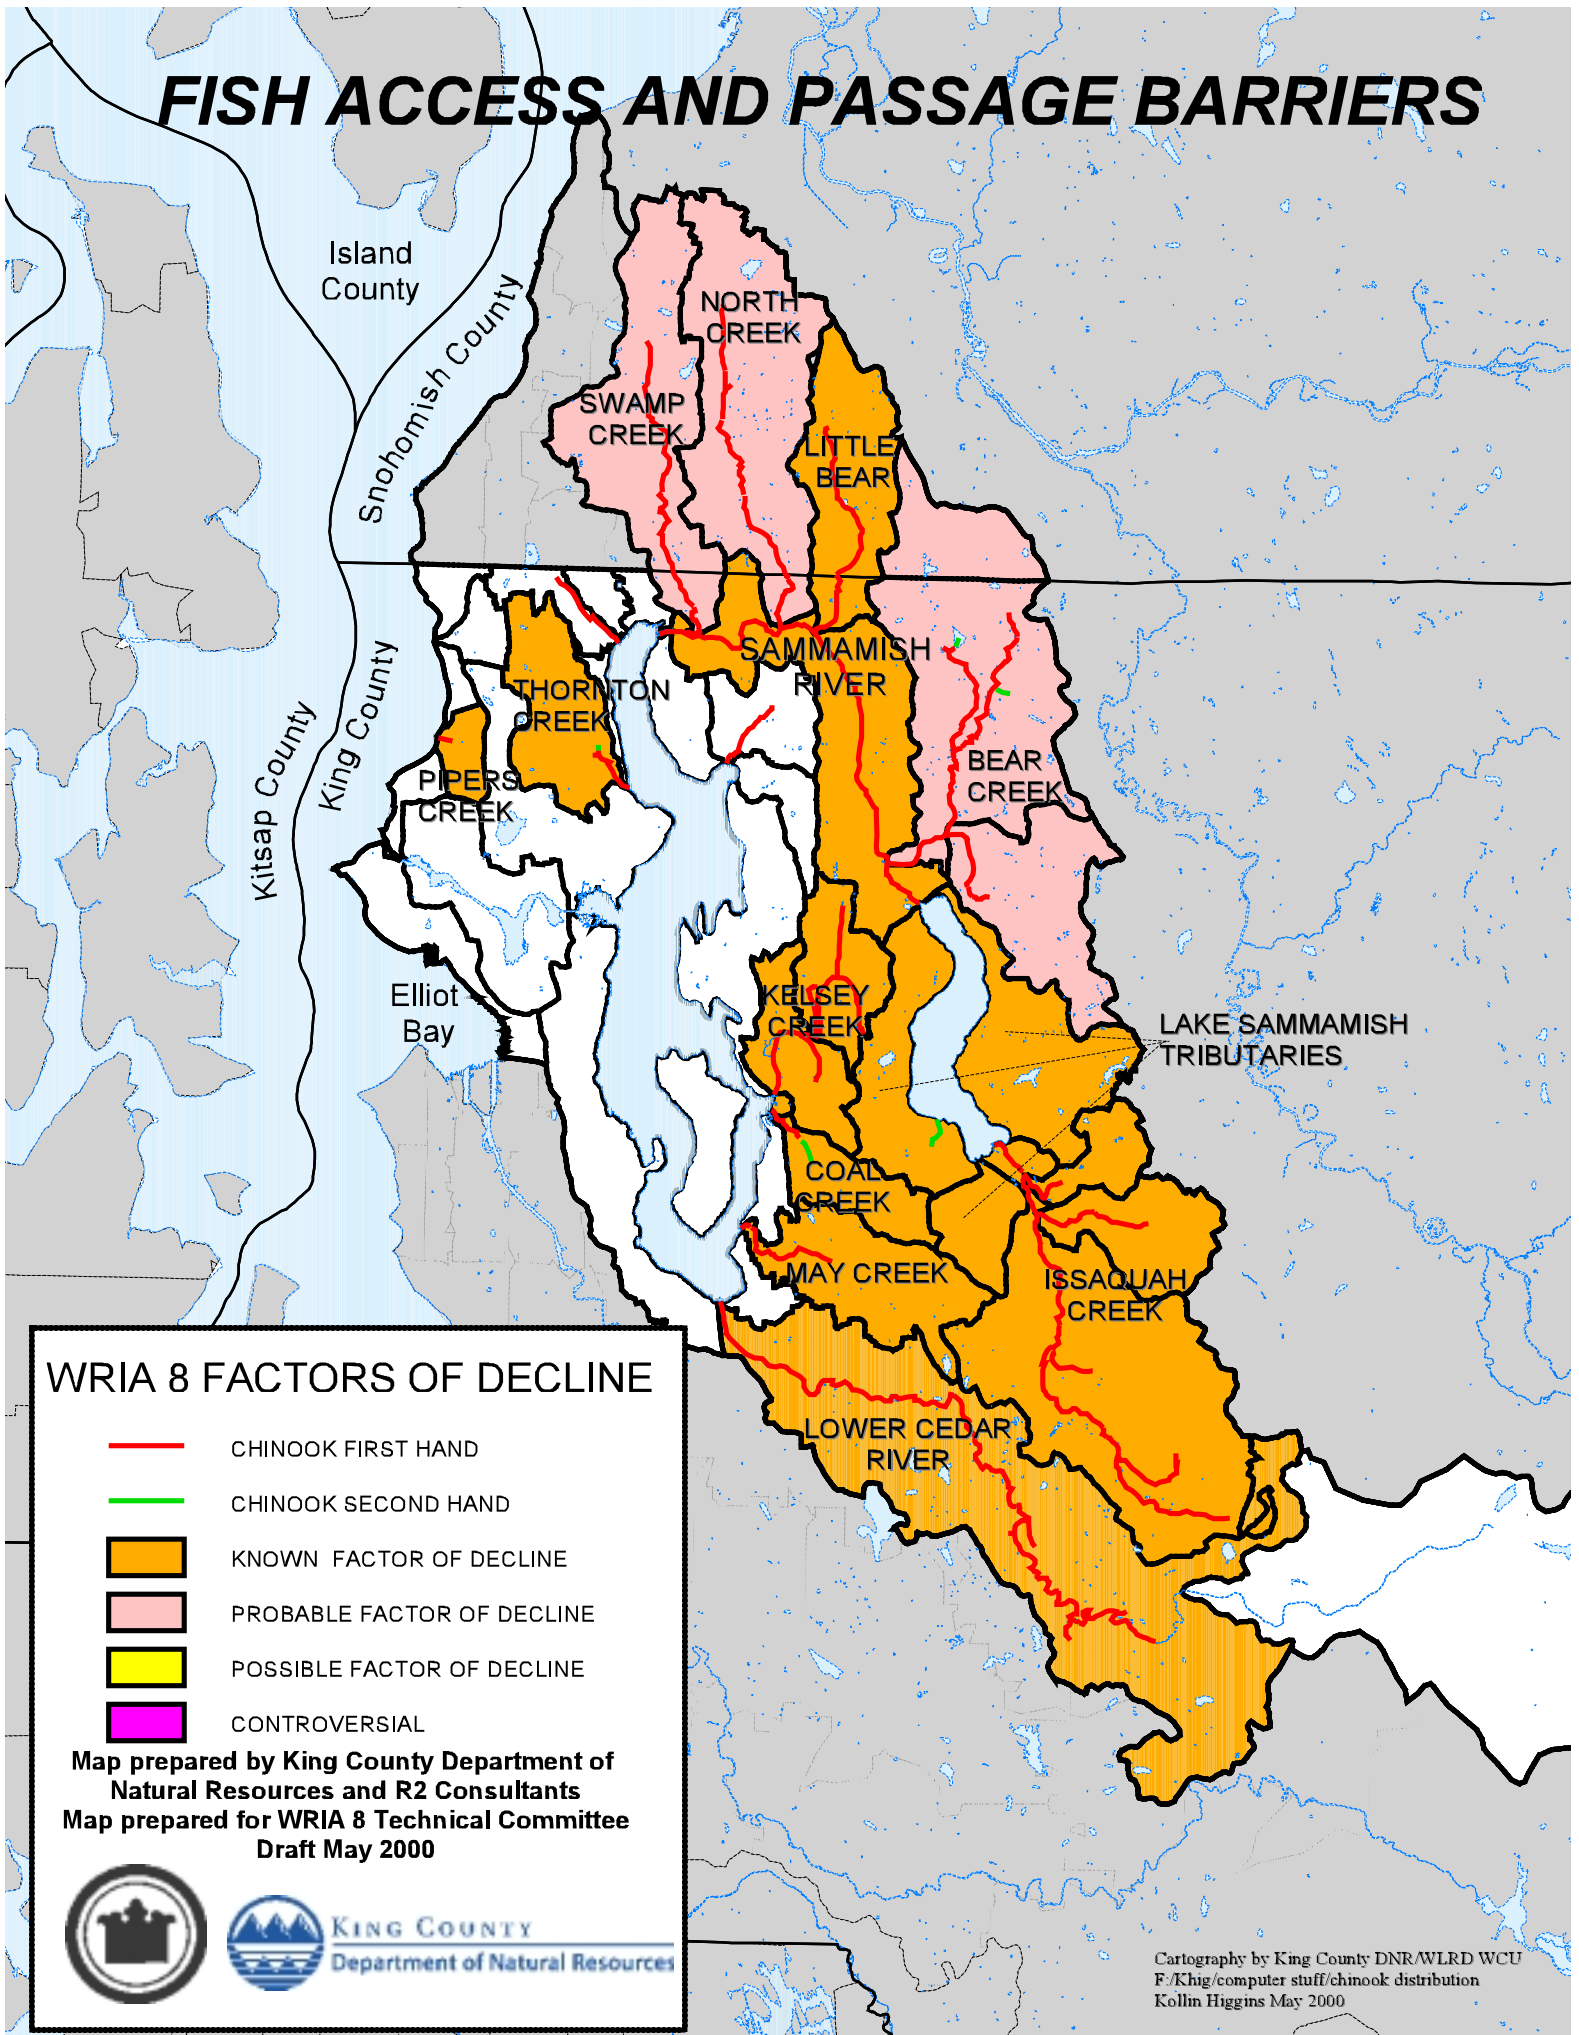 FISH ACCESS AND PASSAGE BARRIERS
Island
County
Snohomish County
NORTH
CREEK
SWAMP
CREEK
LITTLE
BEAR
SAMMAMISH
RIVER
THORNTON
CREEK
Kitsap County
King County
PIPERS
CREEK
BEAR
CREEK
Elliot
Bay
KELSEY
CREEK
LAKE SAMMAMISH
TRIBUTARIES
COAL
CREEK
MAY CREEK
ISSAQUAH
CREEK
LOWER CEDAR
RIVER
WRIA 8 FACTORS OF DECLINE
CHINOOK FIRST HAND
CHINOOK SECOND HAND
KNOWN FACTOR OF DECLINE
PROBABLE FACTOR OF DECLINE
POSSIBLE FACTOR OF DECLINE
CONTROVERSIAL
Map prepared by King County Department of
Natural Resources and R2 Consultants
Map prepared for WRIA 8 Technical Committee
Draft May 2000
KING COUNTY
Department of Natural Resources
Cartography by King County DNR/WLRD WCU
F:/Khig/computer stuff/chinook distribution
Kollin Higgins May 2000